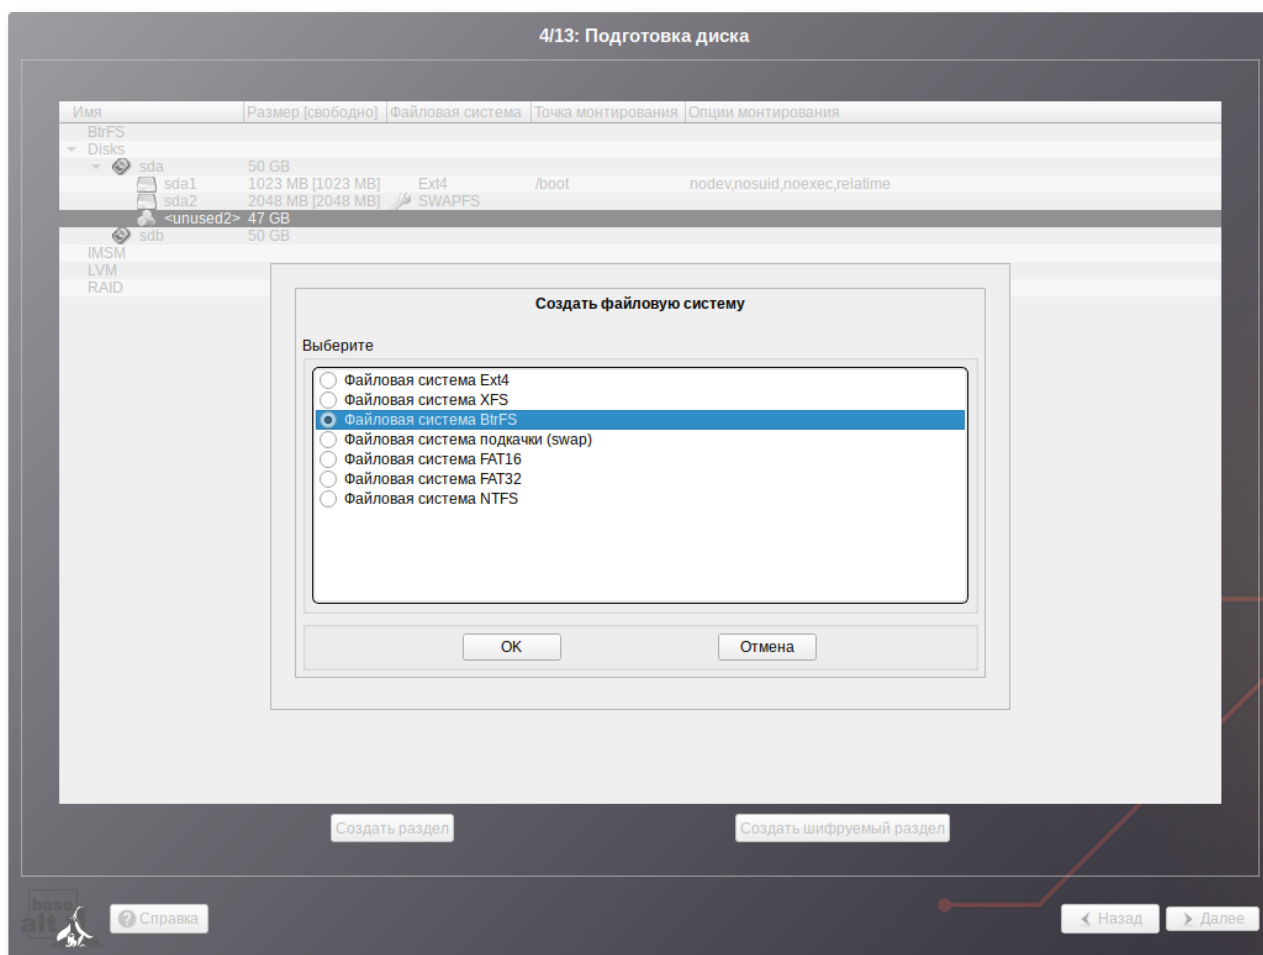 4/13: Подготовка диска
Имя Размер [свободно] Файловая система Точка монтирования Опции монтирования
BtrFS
Disks
sda 50 GB
sda1 1023 MB [1023 MB] Ext4 /boot nodev,nosuid,noexec,relatime
sda2 2048 MB [2048 MB] SWAPFS
<unused2> 47 GB
sdb 50 GB
IMSM
LVM
RAID
Создать файловую систему
Выберите
Файловая система Ext4
Файловая система XFS
Файловая система BtrFS
Файловая система подкачки (swap)
Файловая система FAT16
Файловая система FAT32
Файловая система NTFS
OK Отмена
Создать раздел Создать шифруемый раздел
base
alt
Справка Назад Далее